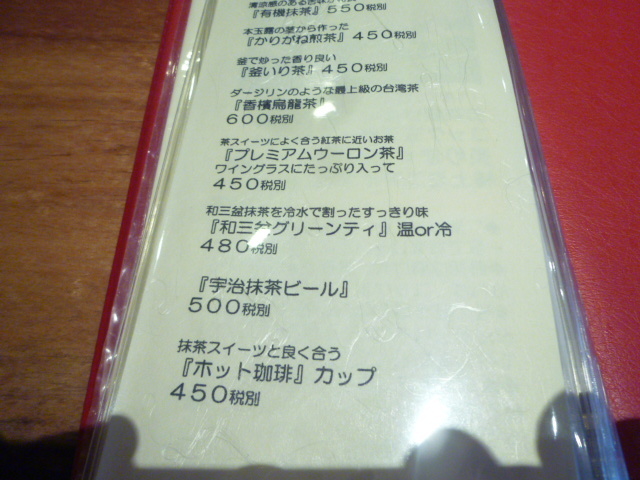 『有機抹茶』550税別
本玉露の茎から作った
『かりがね煎茶』450税別
釜で炒った香り良い
『釜いり茶』450税別
ダージリンのような最上級の台湾茶
『香檳烏龍茶』
600税別
茶スイーツによく合う紅茶に近いお茶
『プレミアムウーロン茶』
ワイングラスにたっぷり入って
450税別
和三盆抹茶を冷水で割ったすっきり味
『和三盆グリーンティ』温or冷
480税別
『宇治抹茶ビール』
500税別
抹茶スイーツと良く合う
『ホット珈琲』カップ
450税別